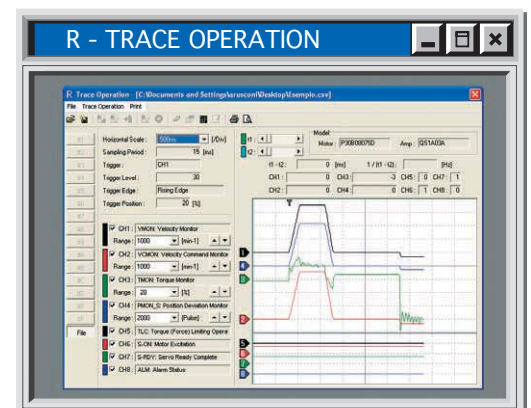 R - TRACE OPERATION
R Trace Operation - [C:\Documents and Settings\arusconi\Desktop\Esempio.csv]
File Trace Operation Print
Horizontal Scale : 500ms [/Div]
Sampling Period : 15 [ms]
Trigger : CH1
Trigger Level : 30
Trigger Edge : Rising Edge
Trigger Position : 20 [%]
CH1 : VMON: Velocity Monitor
Range : 1000 [min-1]
CH2 : VCMON: Velocity Command Monitor
Range : 1000 [min-1]
CH3 : TMON: Torque Monitor
Range : 20 [%]
CH4 : PMON_S: Position Deviation Monitor
Range : 2000 [Pulse]
CH5 : TLC: Torque (Force) Limiting Opera
CH6 : S-ON: Motor Excitation
CH7 : S-RDY: Servo Ready Complete
CH8 : ALM: Alarm Status
File
t1 :
t2 :
Model
Motor : P30B08075D Amp : QS1A03A
t1 - t2 : 0 [ms] 1 / (t1 - t2) : [Hz]
CH1 : 0 CH3 : -3 CH5 : 0 CH7 : 1
CH2 : 0 CH4 : 0 CH6 : 1 CH8 : 0
T